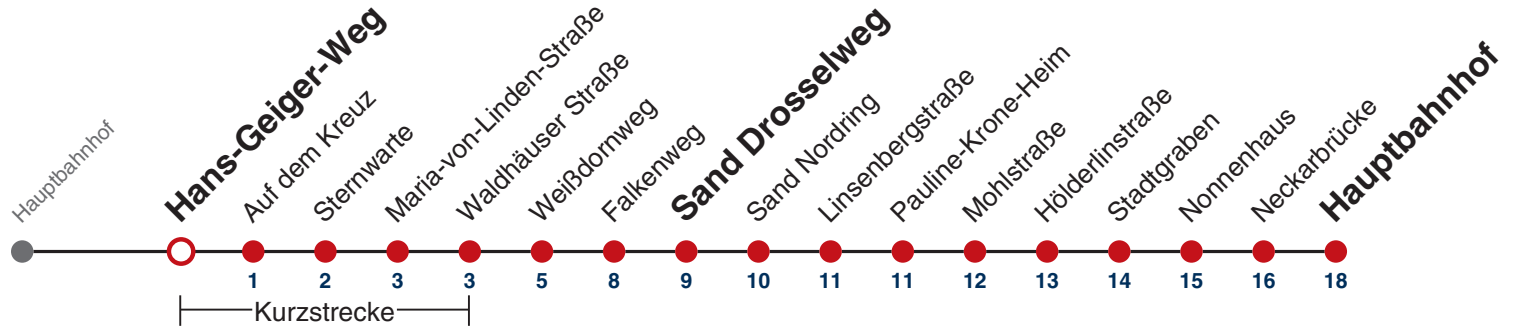 Hauptbahnhof
Hans-Geiger-Weg
Auf dem Kreuz
Sternwarte
Maria-von-Linden-Straße
Waldhäuser Straße
Weißdornweg
Falkenweg
Sand Drosselweg
Sand Nordring
Linsenbergstraße
Pauline-Krone-Heim
Mohlstraße
Hölderlinstraße
Stadtgraben
Nonnenhaus
Neckarbrücke
Hauptbahnhof
1 2 3 3 5 8 9 10 11 11 12 13 14 15 16 18
Kurzstrecke